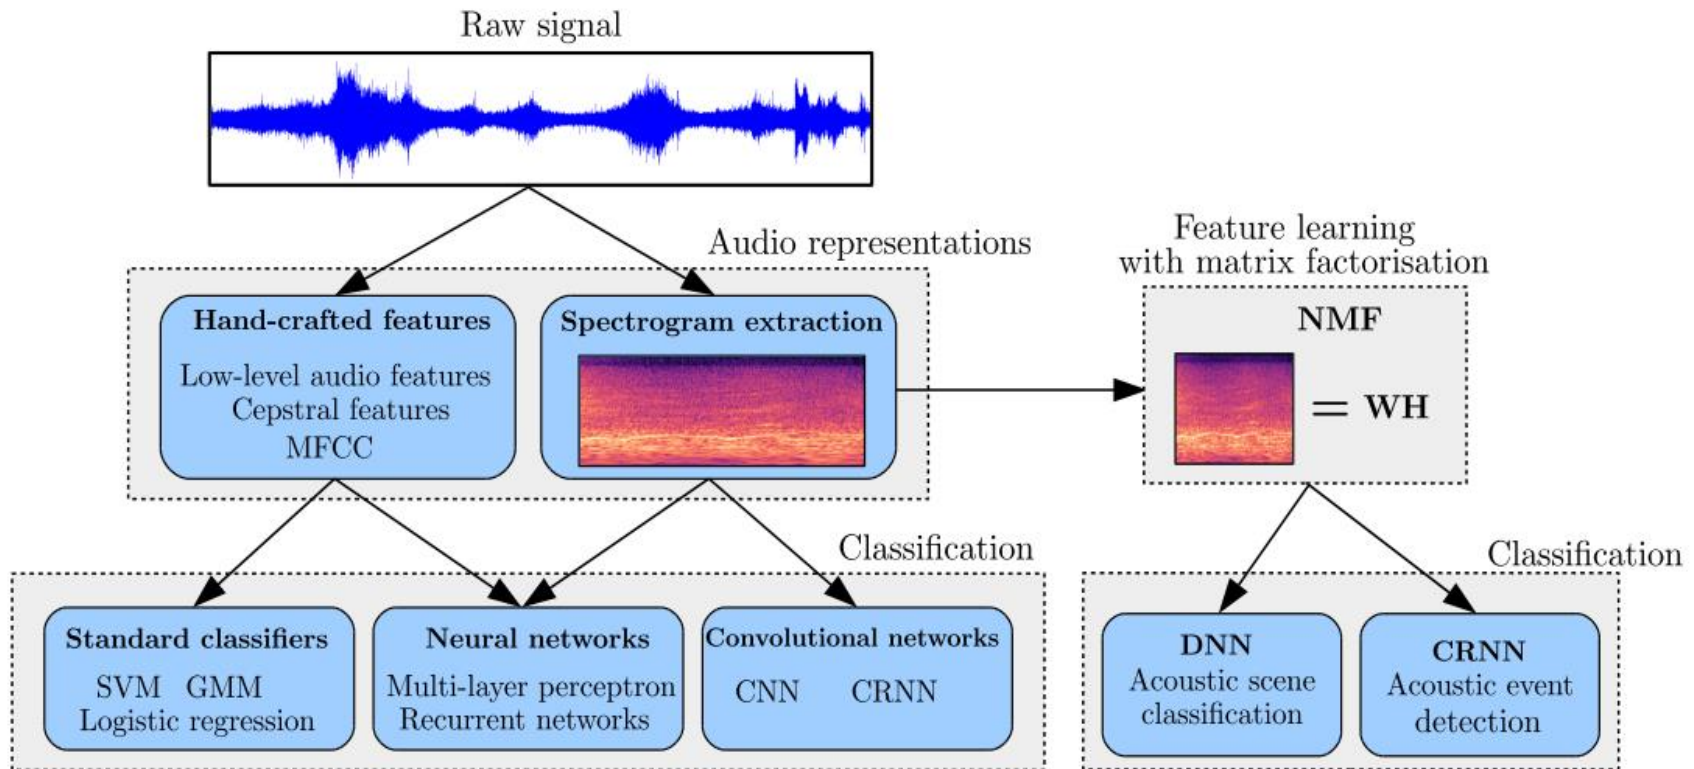 Raw signal
Audio representations
Hand-crafted features
Low-level audio features
Cepstral features
MFCC
Spectrogram extraction
Feature learning
with matrix factorisation
NMF
= WH
Classification
Standard classifiers
SVM GMM
Logistic regression
Neural networks
Multi-layer perceptron
Recurrent networks
Convolutional networks
CNN CRNN
Classification
DNN
Acoustic scene
classification
CRNN
Acoustic event
detection